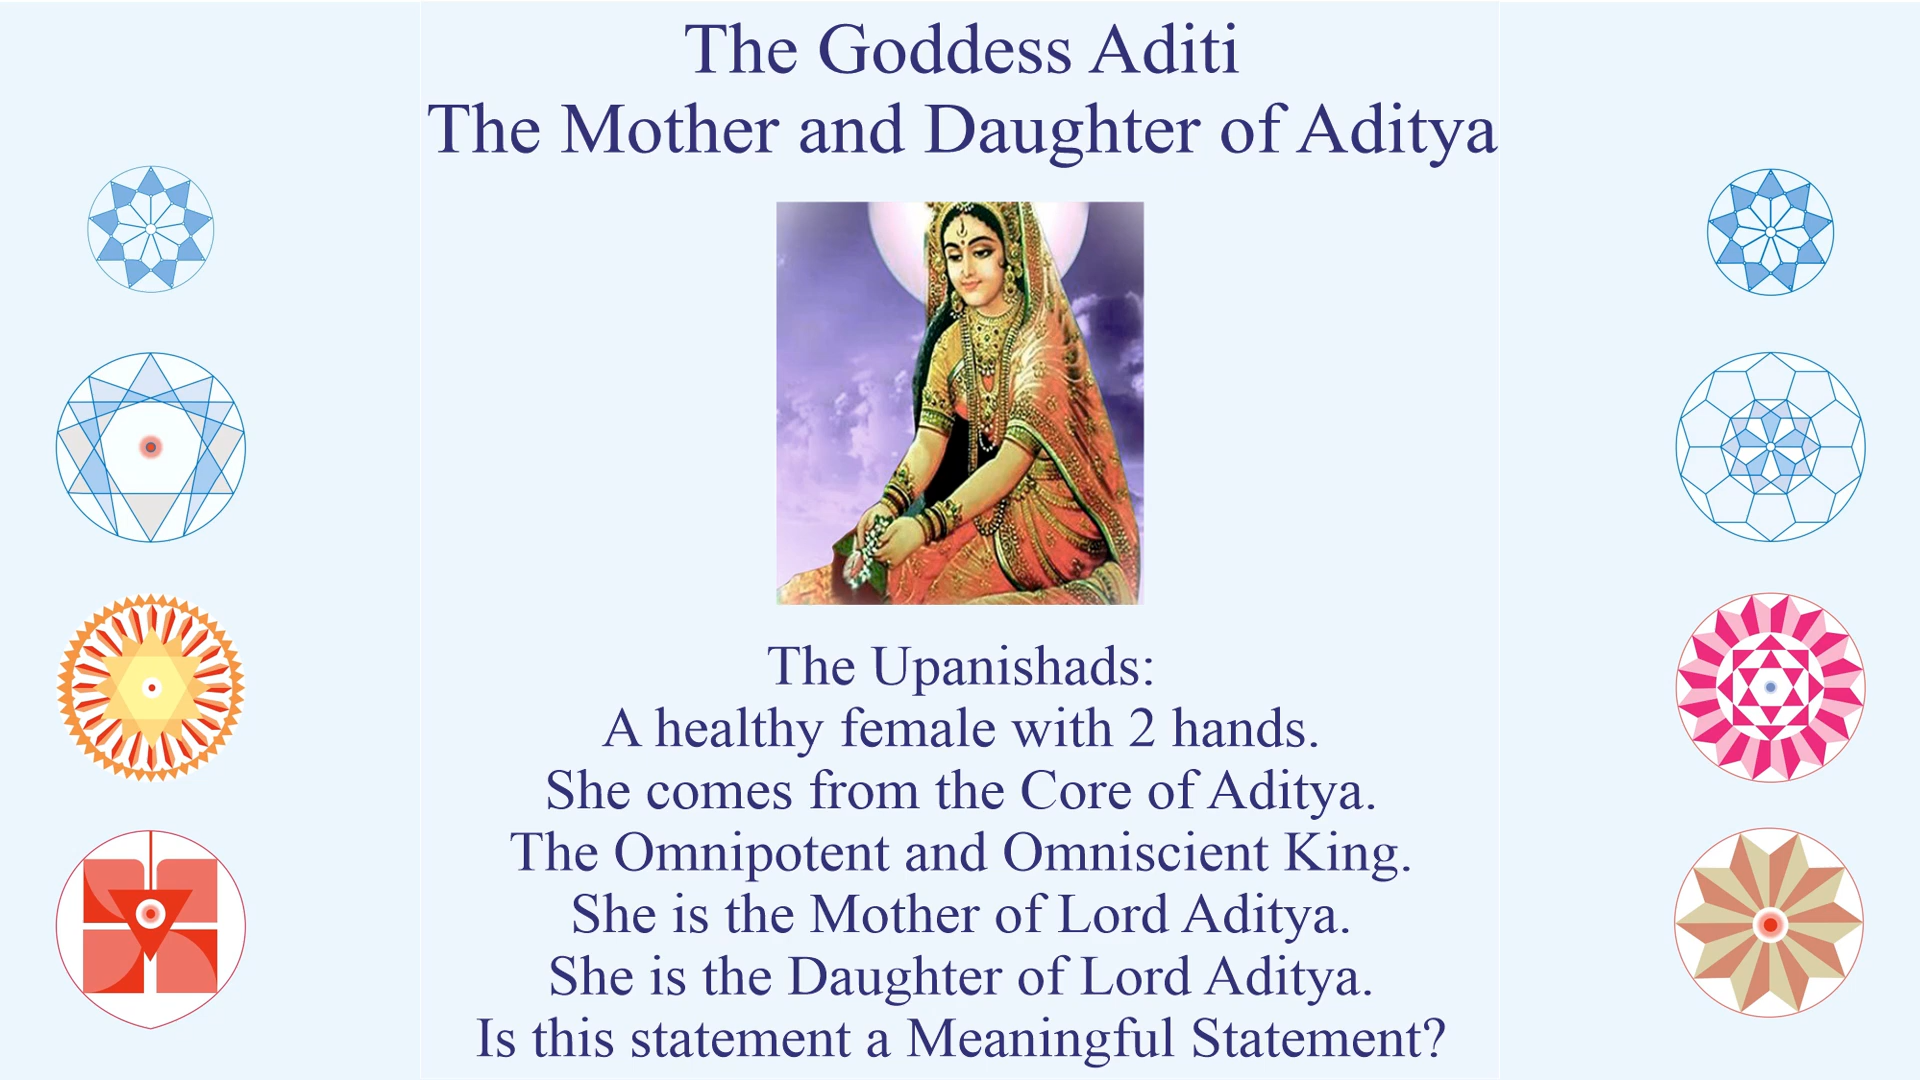 The Goddess Aditi
The Mother and Daughter of Aditya
The Upanishads:
A healthy female with 2 hands.
She comes from the Core of Aditya.
The Omnipotent and Omniscient King.
She is the Mother of Lord Aditya.
She is the Daughter of Lord Aditya.
Is this statement a Meaningful Statement?